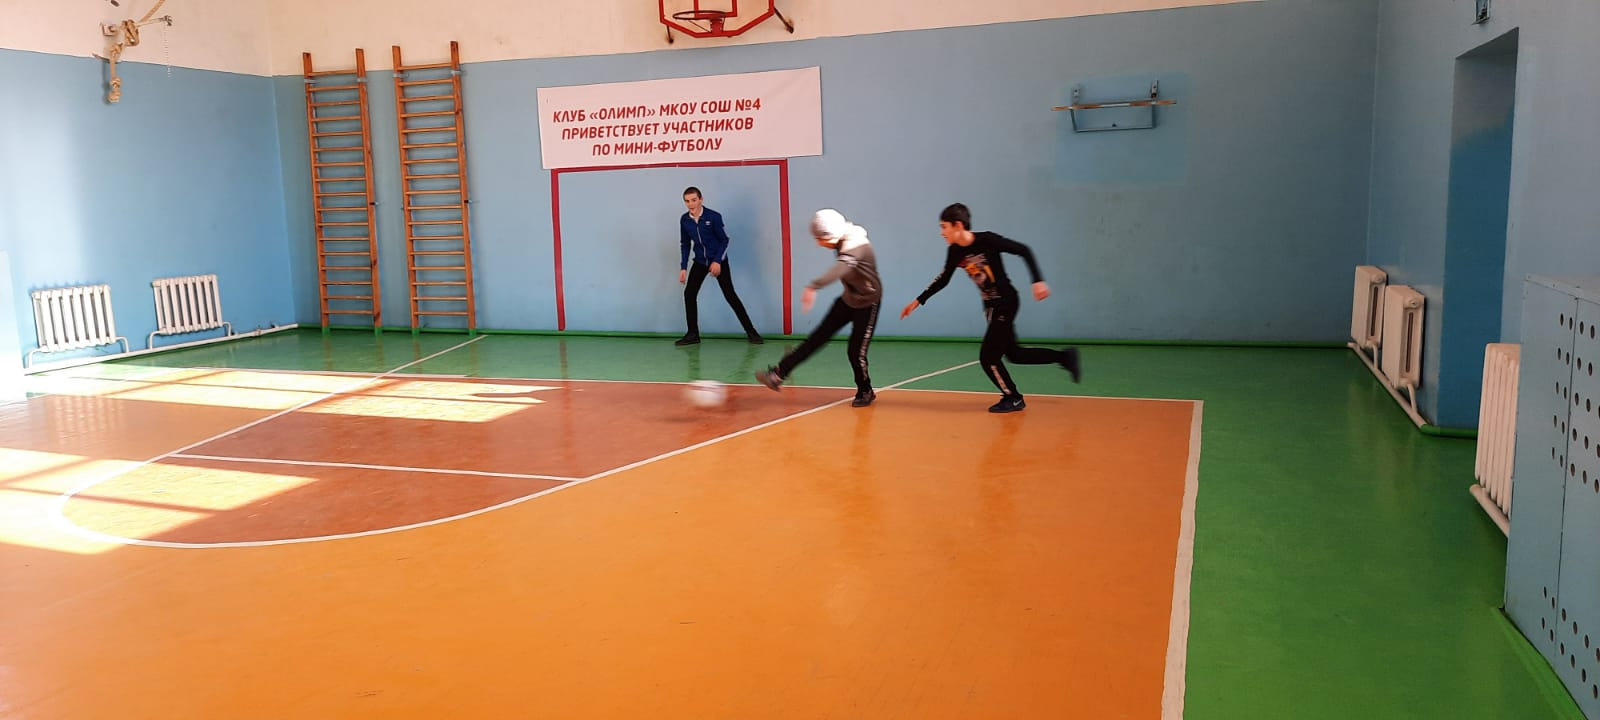 КЛУБ «ОЛИМП» МКОУ СОШ №4
ПРИВЕТСТВУЕТ УЧАСТНИКОВ
ПО МИНИ-ФУТБОЛУ